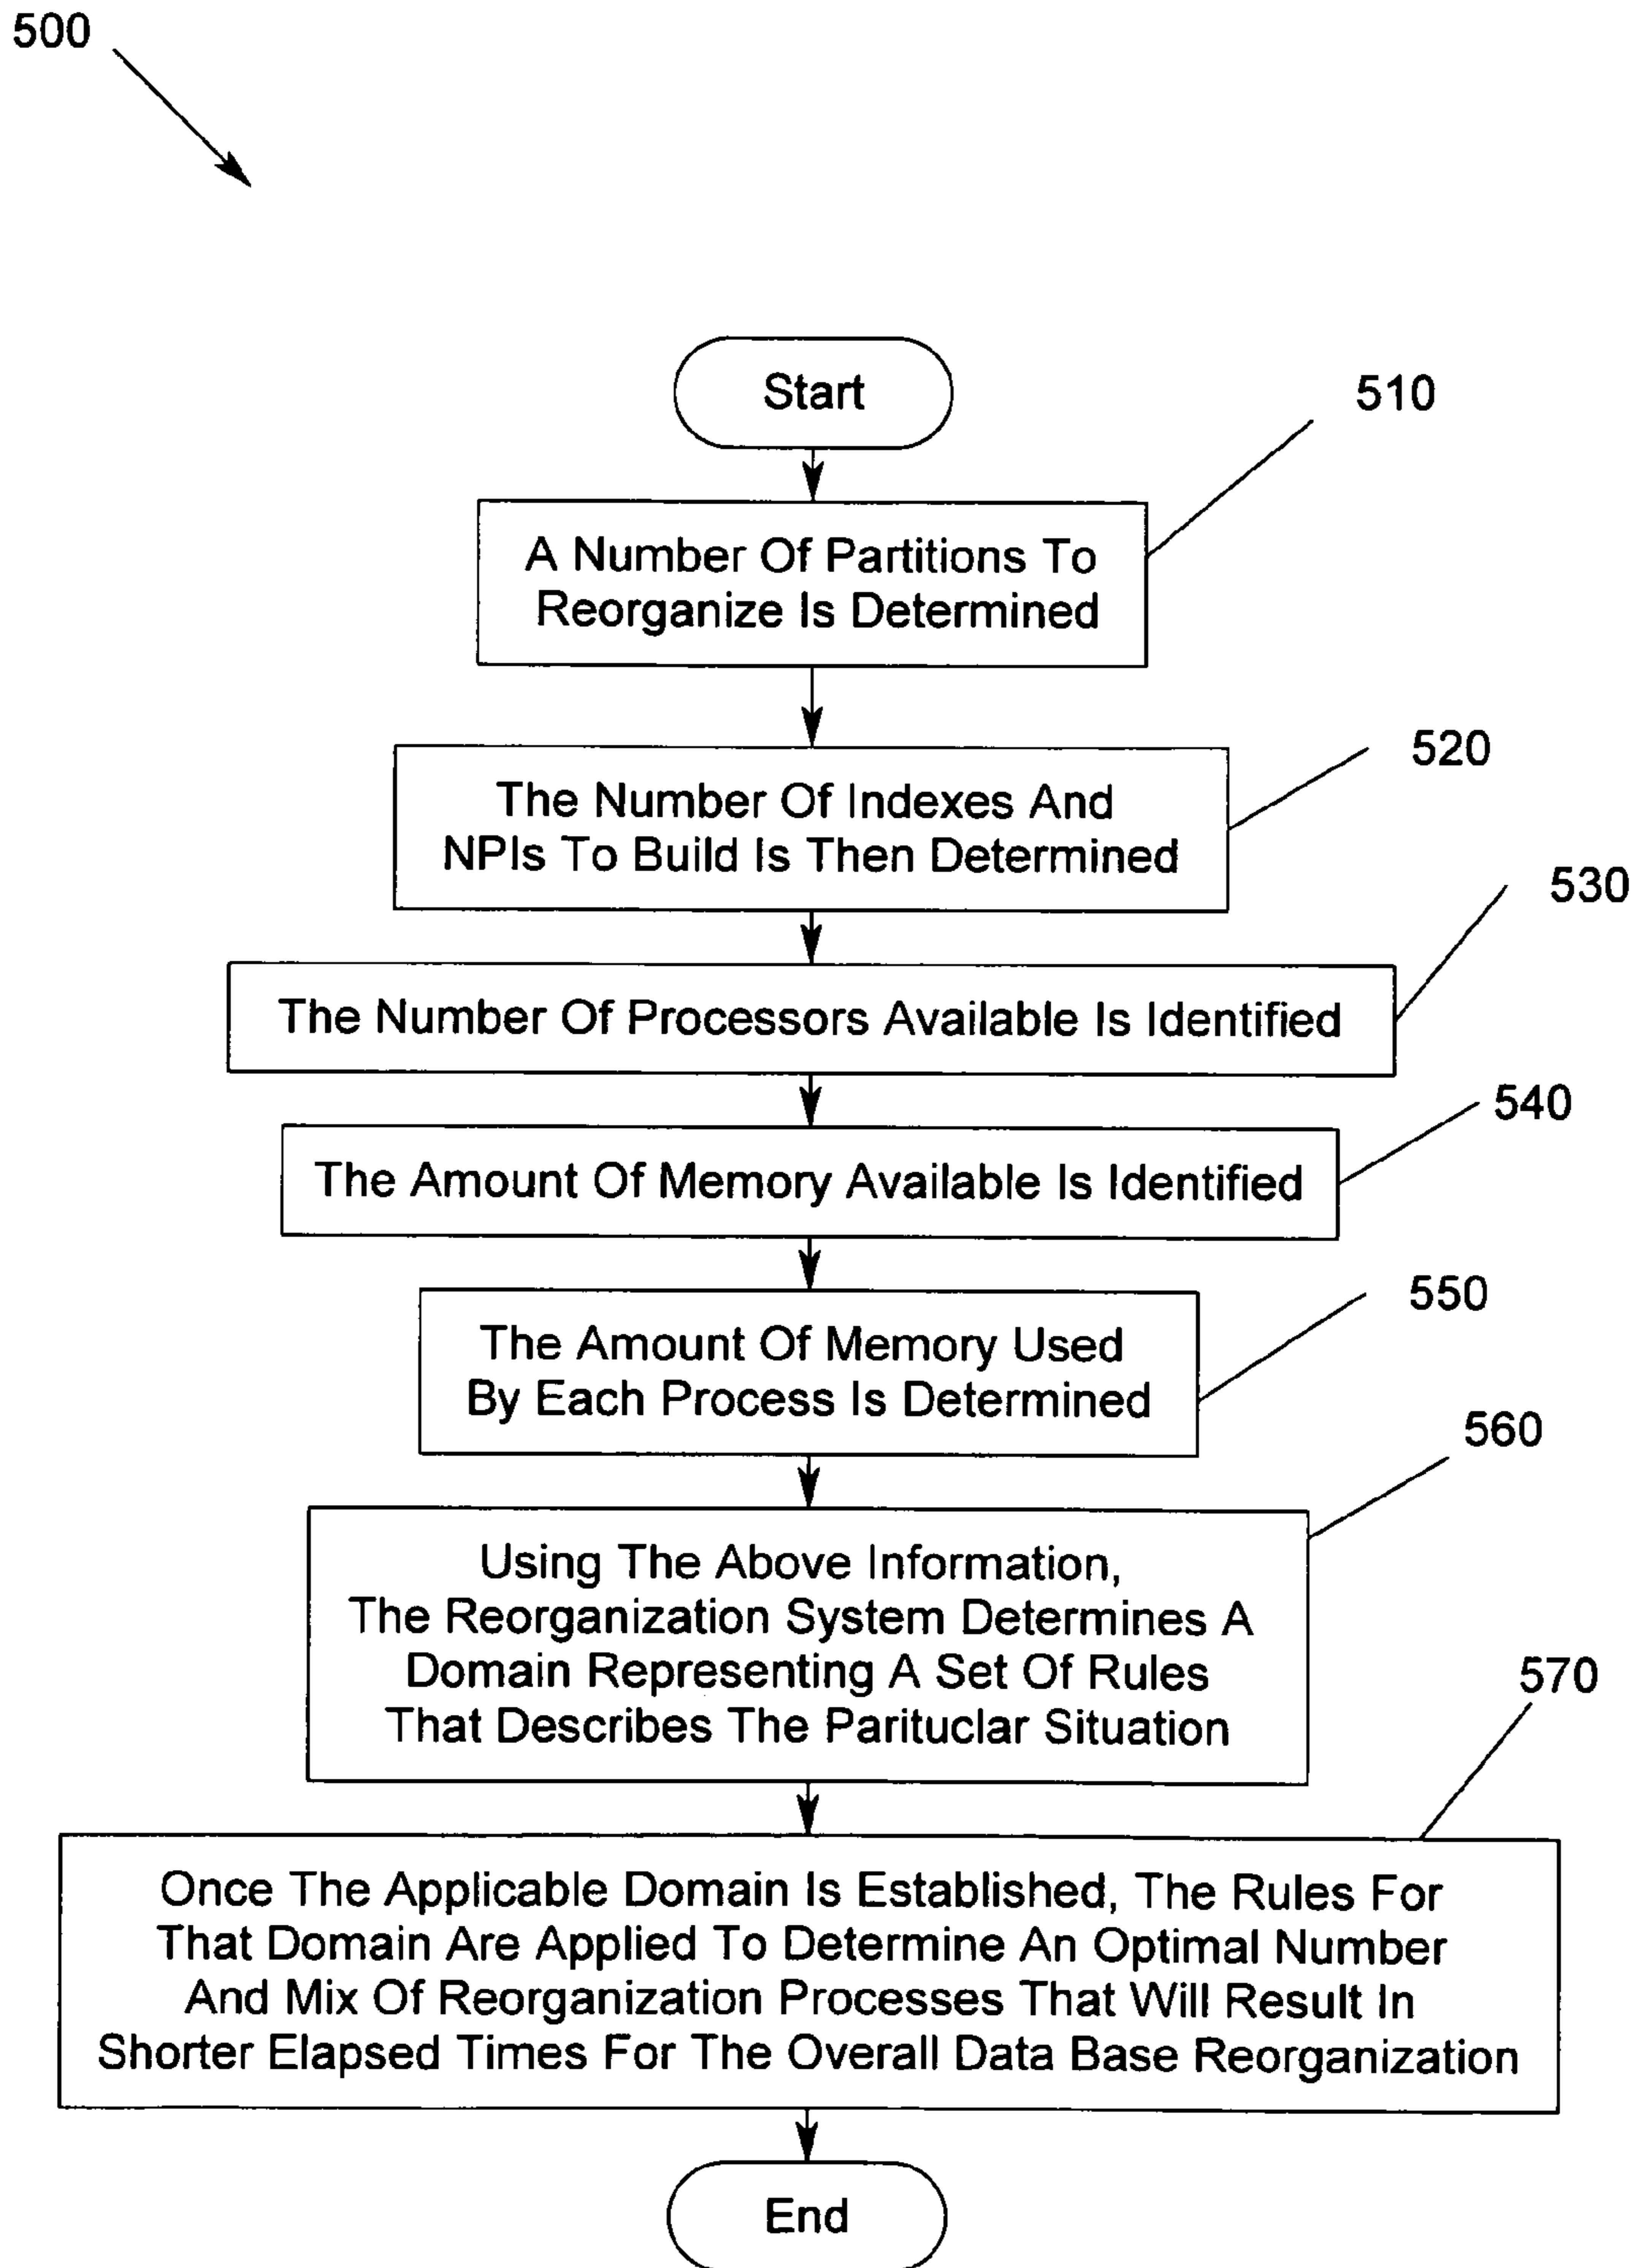 500
Start
510
A Number Of Partitions To
Reorganize Is Determined
520
The Number Of Indexes And
NPIs To Build Is Then Determined
530
The Number Of Processors Available Is Identified
540
The Amount Of Memory Available Is Identified
550
The Amount Of Memory Used
By Each Process Is Determined
560
Using The Above Information,
The Reorganization System Determines A
Domain Representing A Set Of Rules
That Describes The Parituclar Situation
570
Once The Applicable Domain Is Established, The Rules For
That Domain Are Applied To Determine An Optimal Number
And Mix Of Reorganization Processes That Will Result In
Shorter Elapsed Times For The Overall Data Base Reorganization
End